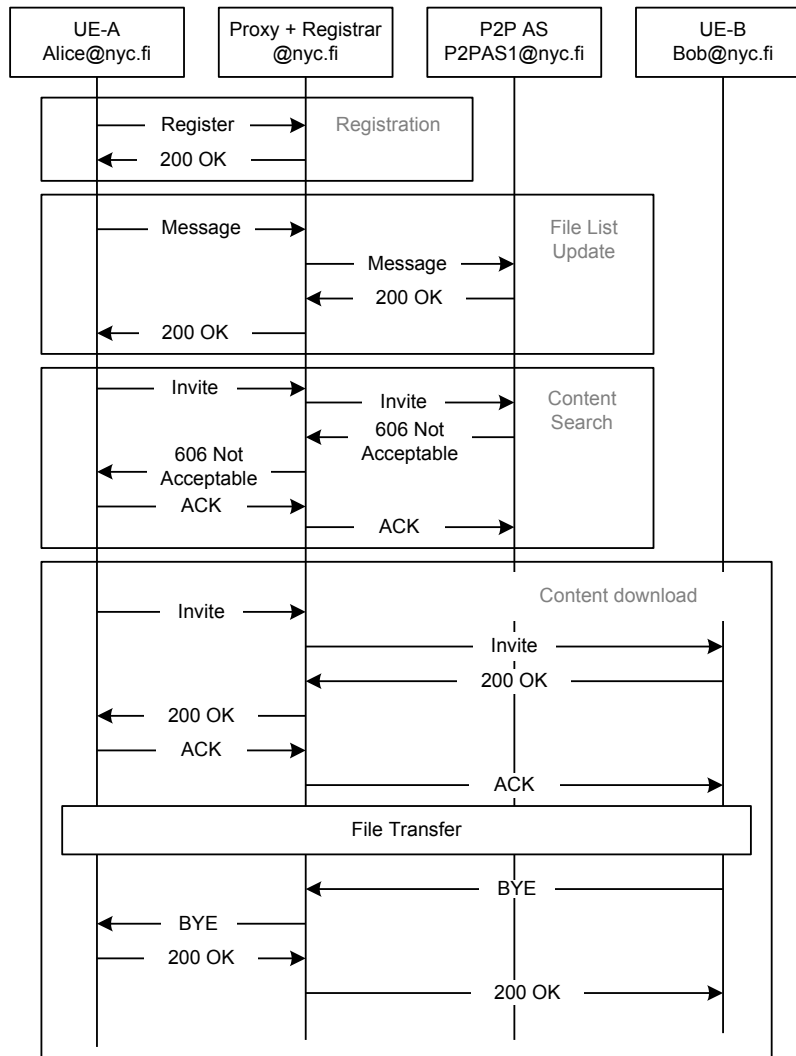 UE-A
Alice@nyc.fi
Proxy + Registrar
@nyc.fi
P2P AS
P2PAS1@nyc.fi
UE-B
Bob@nyc.fi
Register
Registration
200 OK
Message
File List
Update
Message
200 OK
200 OK
Invite
Invite
Content
Search
606 Not
Acceptable
606 Not
Acceptable
ACK
ACK
Content download
Invite
Invite
200 OK
200 OK
ACK
ACK
File Transfer
BYE
BYE
200 OK
200 OK